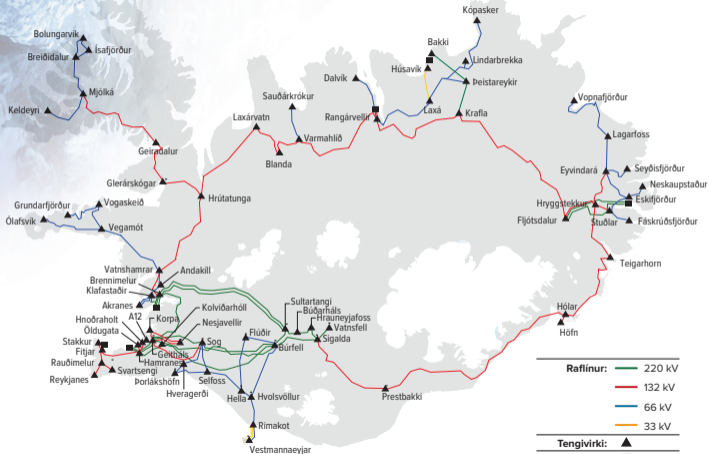 Kópasker
Bolungarvík
Ísafjörður
Breiðidalur
Bakki
Lindarbrekka
Húsavík
Dalvík
Þeistareykir
Mjólká
Keldeyri
Sauðárkrókur
Vopnafjörður
Laxárvatn
Rangárvellir
Laxá
Krafla
Lagarfoss
Geiradalur
Blanda
Varmahlíð
Eyvindará
Seyðisfjörður
Glerárskógar
Neskaupstaður
Hrútatunga
Hryggstekkur
Eskifjörður
Grundarfjörður
Vogaskeið
Ólafsvík
Fljótsdalur
Stuðlar
Fáskrúðsfjörður
Vegamót
Teigarhorn
Vatnshamrar
Andakíll
Brennimelur
Klafastaðir
Akranes
Sultartangi
Búðarháls
Hrauneyjafoss
Hólar
Kolviðarhóll
Höfn
Hnoðraholt
A12
Korpa
Nesjavellir
Flúðir
Vatnsfell
Öldugata
Stakkur
Geitháls
Sog
Búrfell
Sigalda
Fitjar
Hamranes
Rauðimelur
Svartsengi
Þorlákshöfn
Selfoss
Reykjanes
Hveragerði
Hella
Hvolsvöllur
Prestbakki
Rimakot
Vestmannaeyjar
Raflínur: 220 kV
132 kV
66 kV
33 kV
Tengivirki: